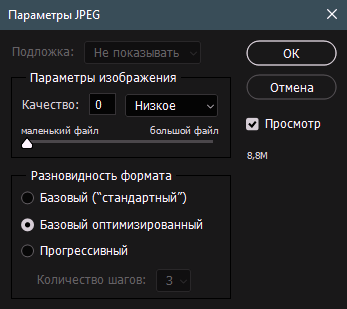 Параметры JPEG
Подложка: Не показывать
OK
Параметры изображения
Отмена
Качество: 0 Низкое
Просмотр
маленький файл большой файл
8,8M
Разновидность формата
Базовый (“стандартный”)
Базовый оптимизированный
Прогрессивный
Количество шагов: 3